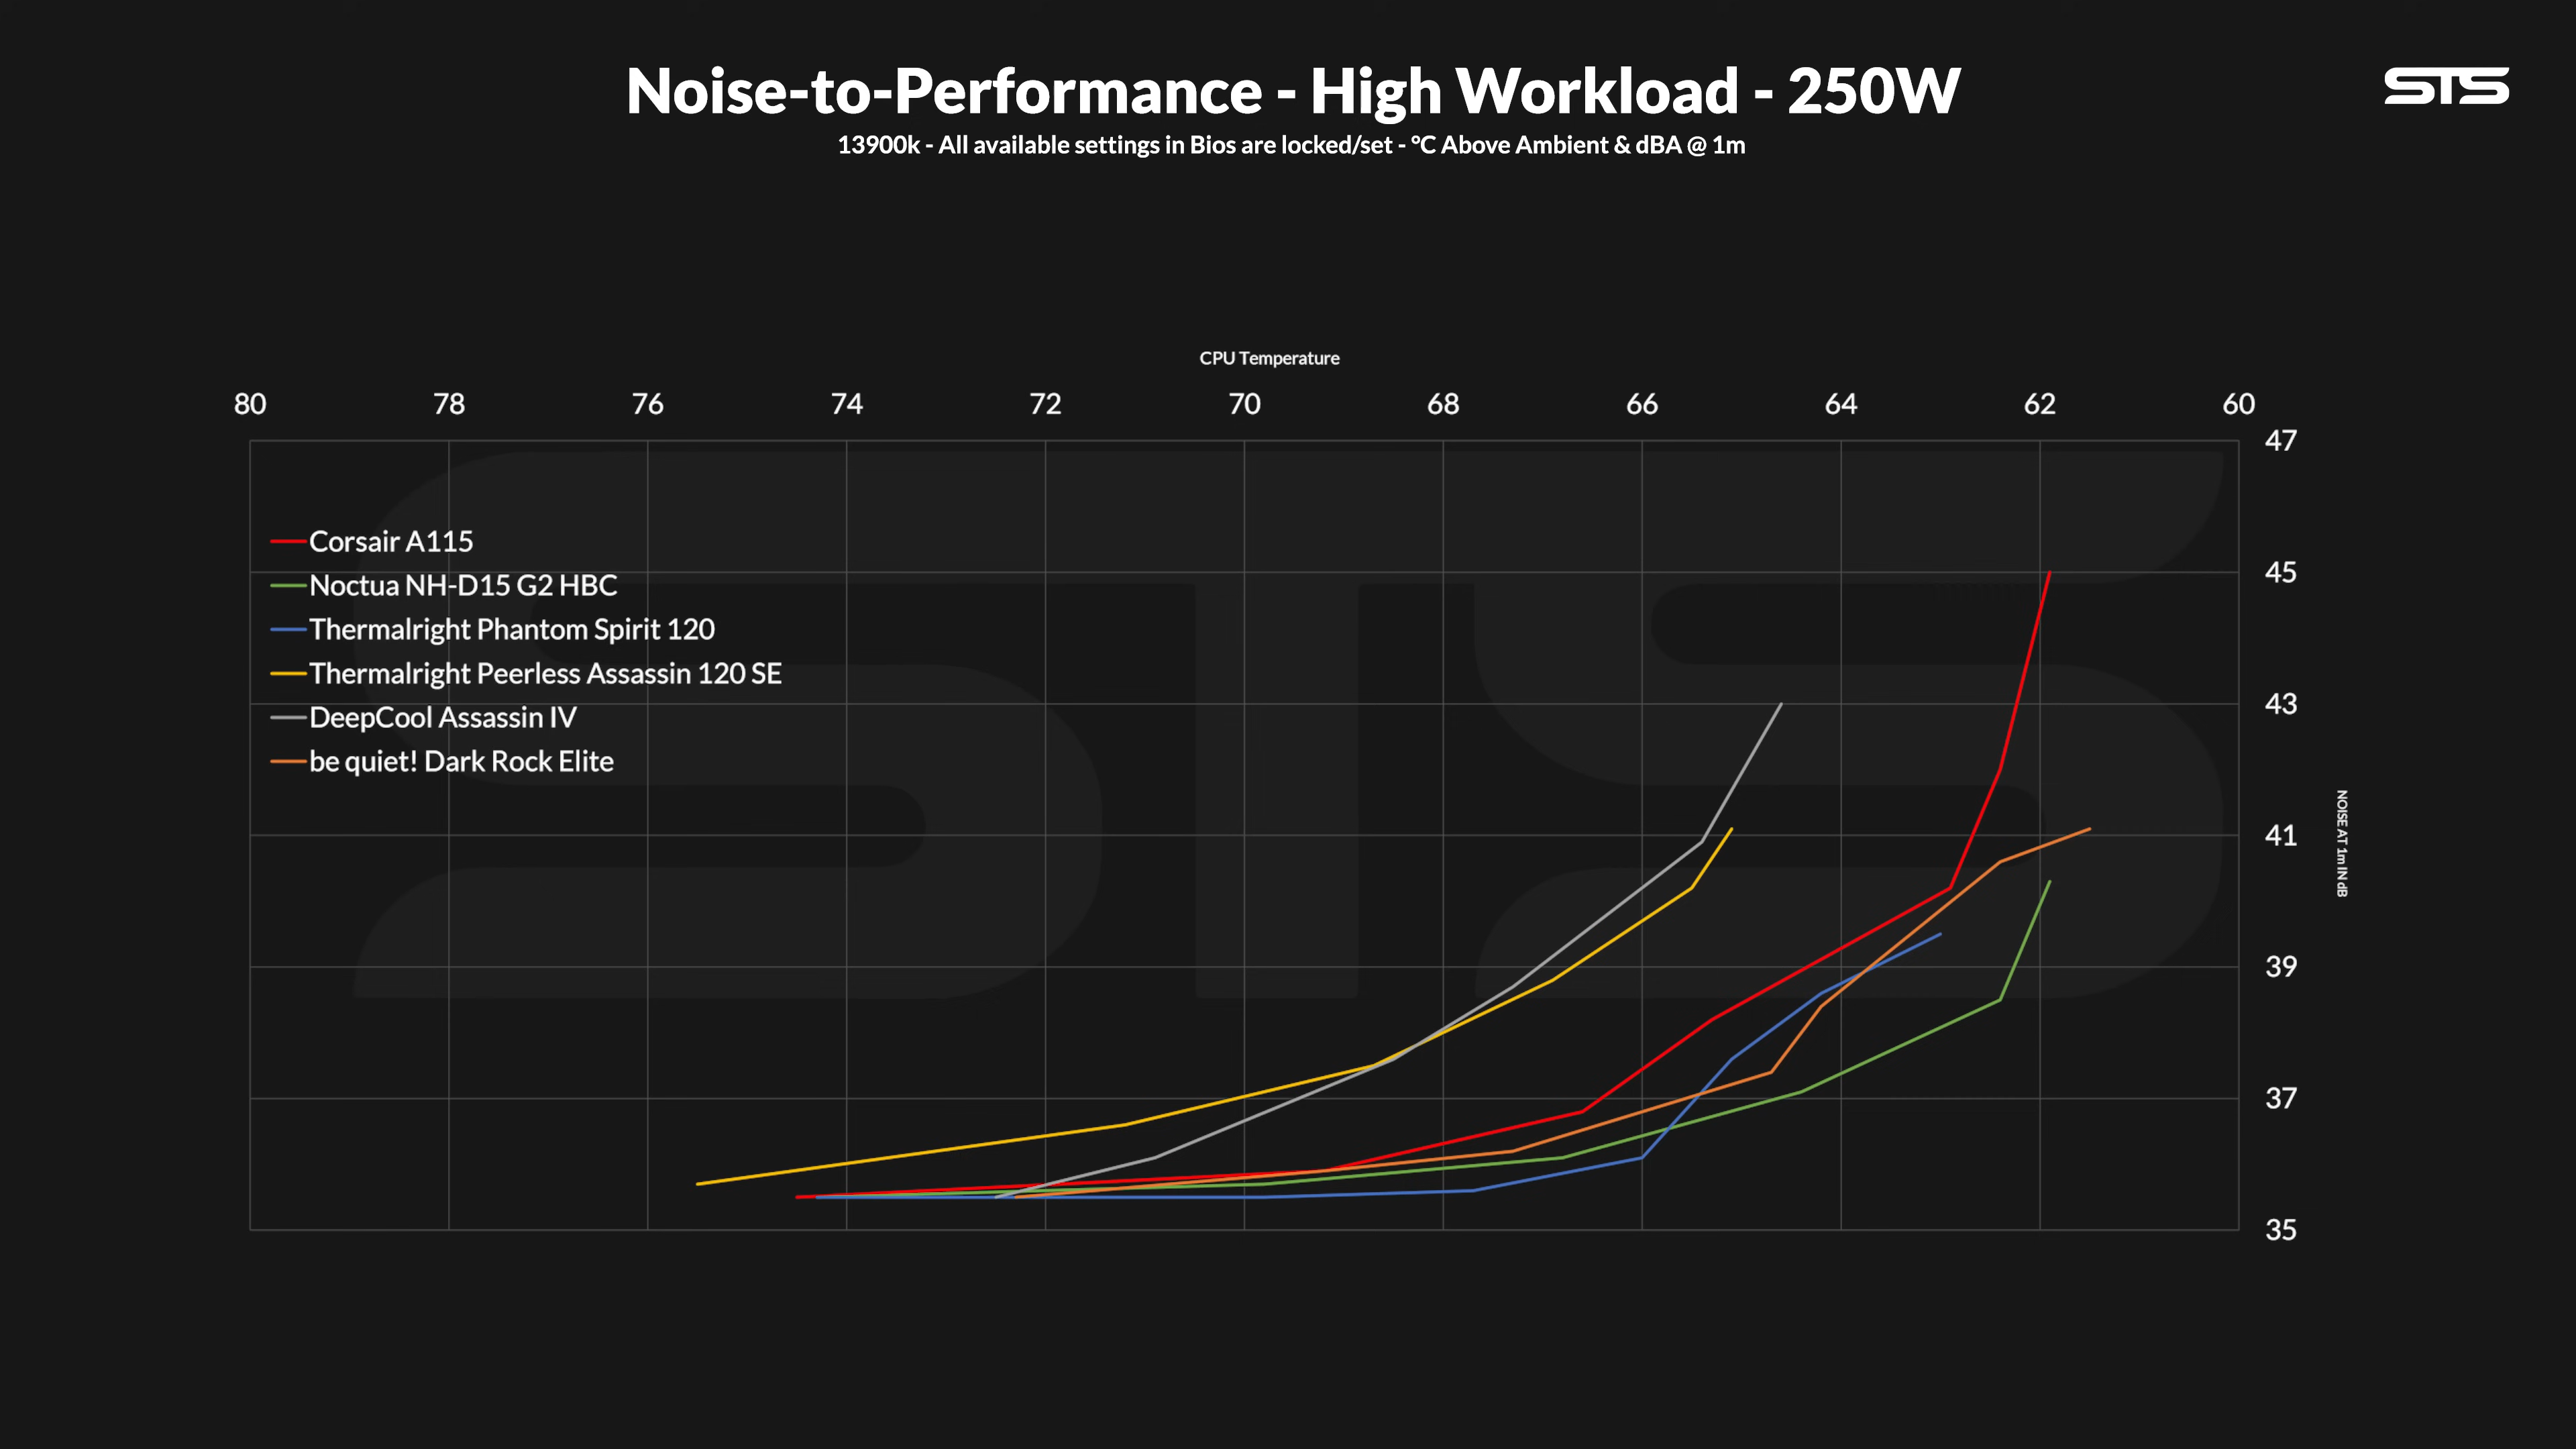 Noise-to-Performance - High Workload - 250W
STS
13900k - All available settings in Bios are locked/set - °C Above Ambient & dBA @ 1m
CPU Temperature
80 78 76 74 72 70 68 66 64 62 60
47
Corsair A115
45
Noctua NH-D15 G2 HBC
Thermalright Phantom Spirit 120
Thermalright Peerless Assassin 120 SE
43
DeepCool Assassin IV
be quiet! Dark Rock Elite
41
NOISE AT 1m IN dB
39
37
35